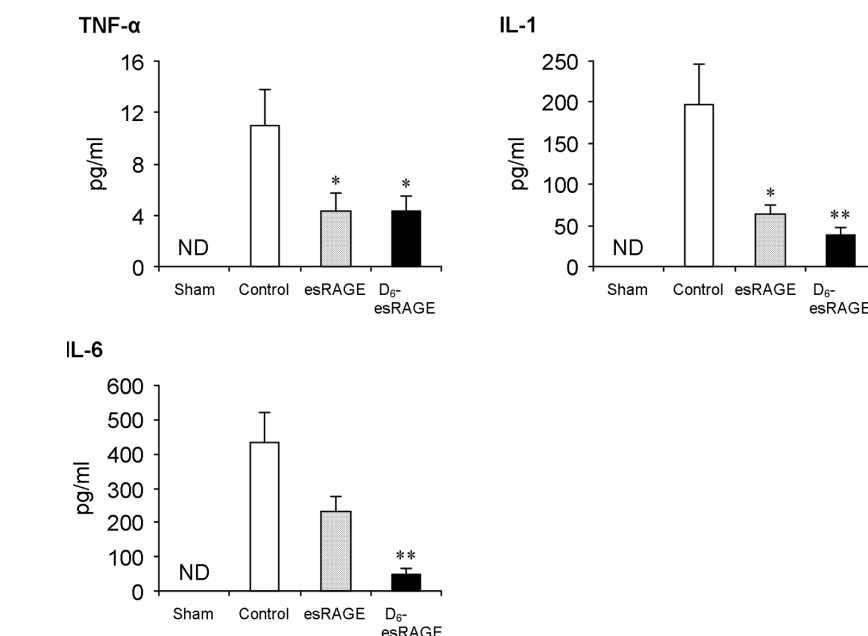 TNF-α
16
12
8
4
0
pg/ml
ND
*
*
Sham Control esRAGE D₆-
esRAGE
IL-1
250
200
150
100
50
0
pg/ml
ND
*
**
Sham Control esRAGE D₆-
esRAGE
IL-6
600
500
400
300
200
100
0
pg/ml
ND
**
Sham Control esRAGE D₆-
esRAGE